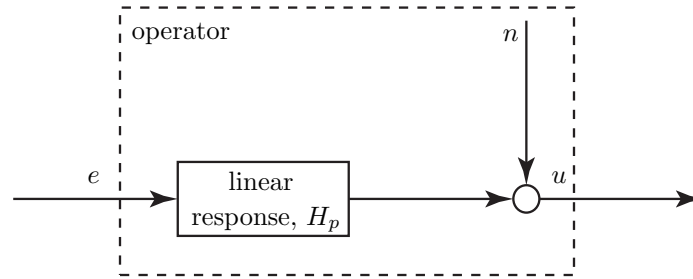 operator
n
e
linear
response, H_p
u